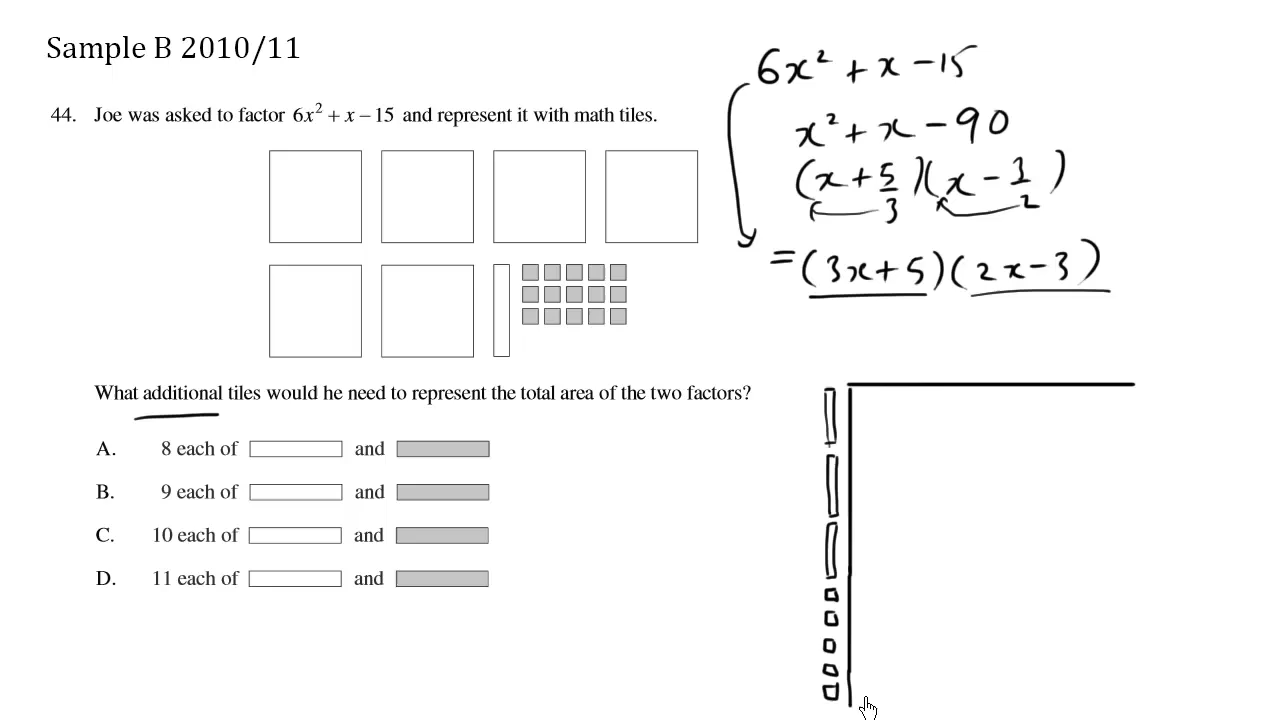 Sample B 2010/11
44. Joe was asked to factor 6x² + x − 15 and represent it with math tiles.
What additional tiles would he need to represent the total area of the two factors?
A. 8 each of and
B. 9 each of and
C. 10 each of and
D. 11 each of and
6x² + x − 15
x² + x − 90
(x + 5/3)(x − 3/2)
= (3x + 5)(2x − 3)